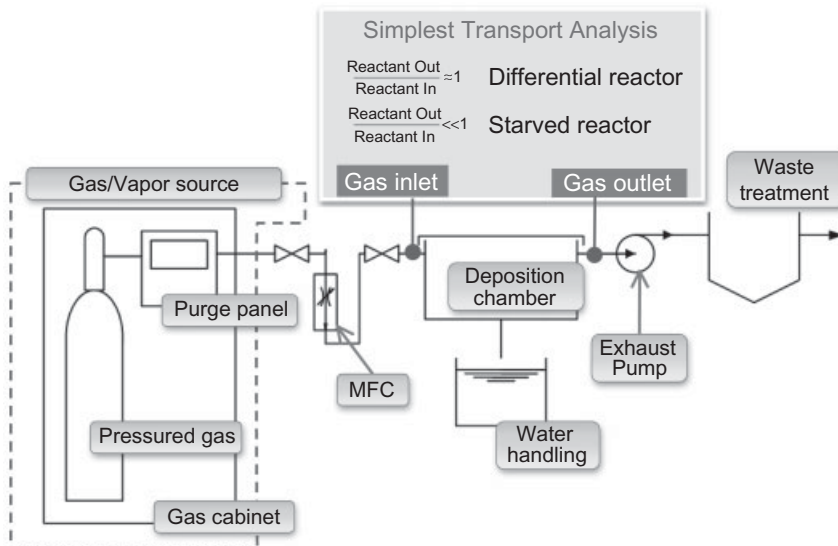 Simplest Transport Analysis
Reactant Out
Reactant In
≈1 Differential reactor
Reactant Out
Reactant In
<<1 Starved reactor
Gas inlet
Gas outlet
Waste
treatment
Gas/Vapor source
Deposition
chamber
Purge panel
Exhaust
Pump
MFC
Pressured gas
Water
handling
Gas cabinet